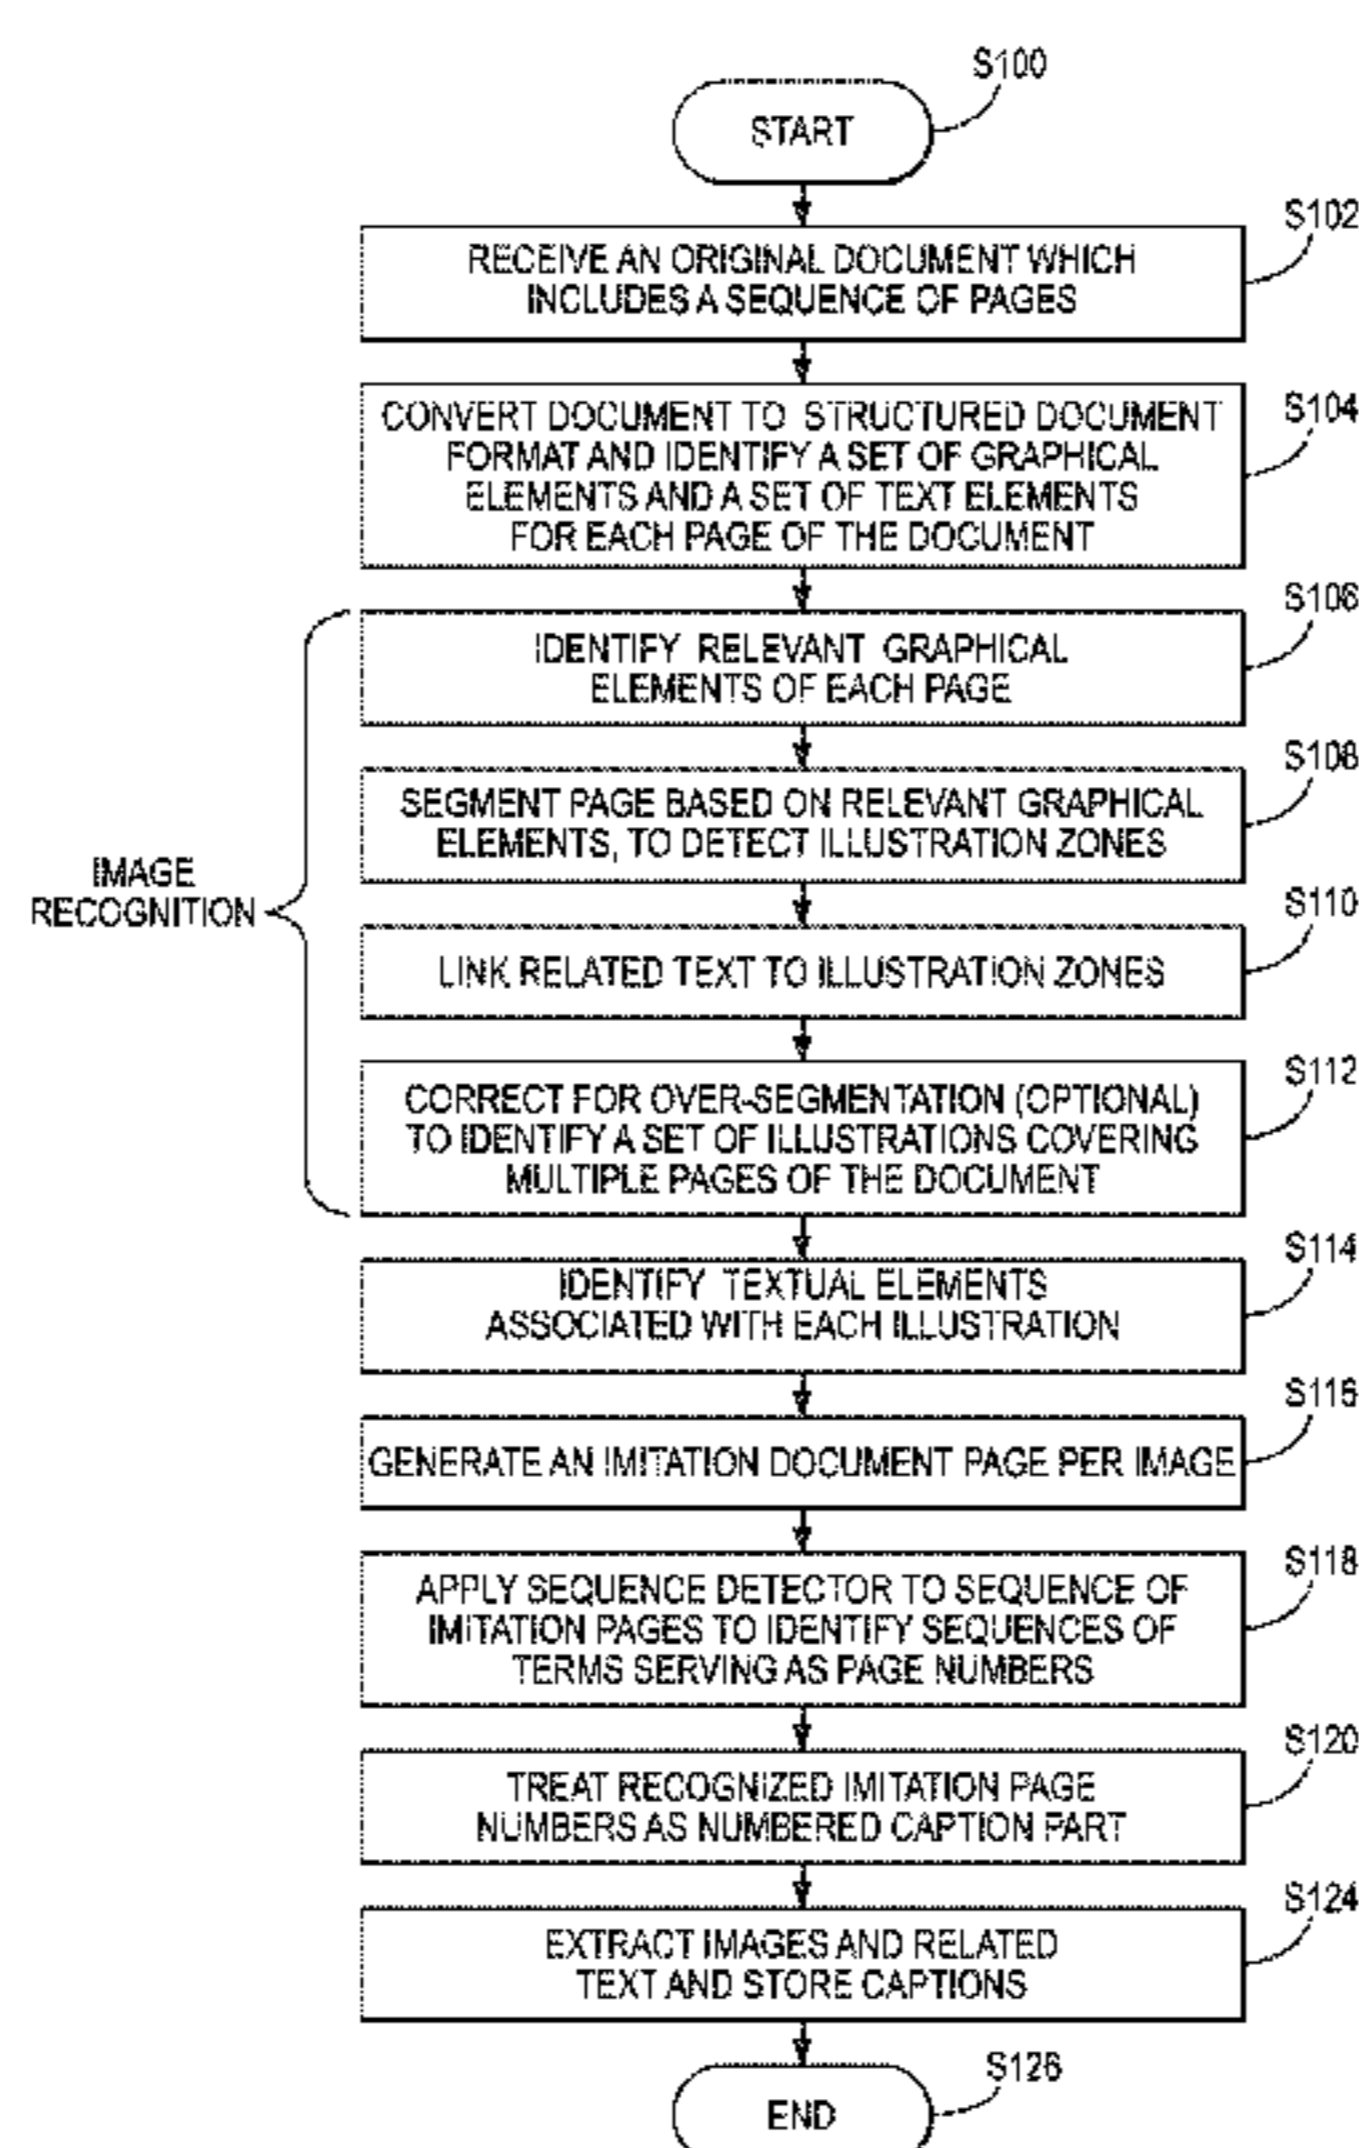 S100
START
S102
RECEIVE AN ORIGINAL DOCUMENT WHICH
INCLUDES A SEQUENCE OF PAGES
S104
CONVERT DOCUMENT TO STRUCTURED DOCUMENT
FORMAT AND IDENTIFY A SET OF GRAPHICAL
ELEMENTS AND A SET OF TEXT ELEMENTS
FOR EACH PAGE OF THE DOCUMENT
S106
IDENTIFY RELEVANT GRAPHICAL
ELEMENTS OF EACH PAGE
S108
SEGMENT PAGE BASED ON RELEVANT GRAPHICAL
ELEMENTS, TO DETECT ILLUSTRATION ZONES
IMAGE
RECOGNITION
S110
LINK RELATED TEXT TO ILLUSTRATION ZONES
S112
CORRECT FOR OVER-SEGMENTATION (OPTIONAL)
TO IDENTIFY A SET OF ILLUSTRATIONS COVERING
MULTIPLE PAGES OF THE DOCUMENT
S114
IDENTIFY TEXTUAL ELEMENTS
ASSOCIATED WITH EACH ILLUSTRATION
S116
GENERATE AN IMITATION DOCUMENT PAGE PER IMAGE
S118
APPLY SEQUENCE DETECTOR TO SEQUENCE OF
IMITATION PAGES TO IDENTIFY SEQUENCES OF
TERMS SERVING AS PAGE NUMBERS
S120
TREAT RECOGNIZED IMITATION PAGE
NUMBERS AS NUMBERED CAPTION PART
S124
EXTRACT IMAGES AND RELATED
TEXT AND STORE CAPTIONS
S126
END